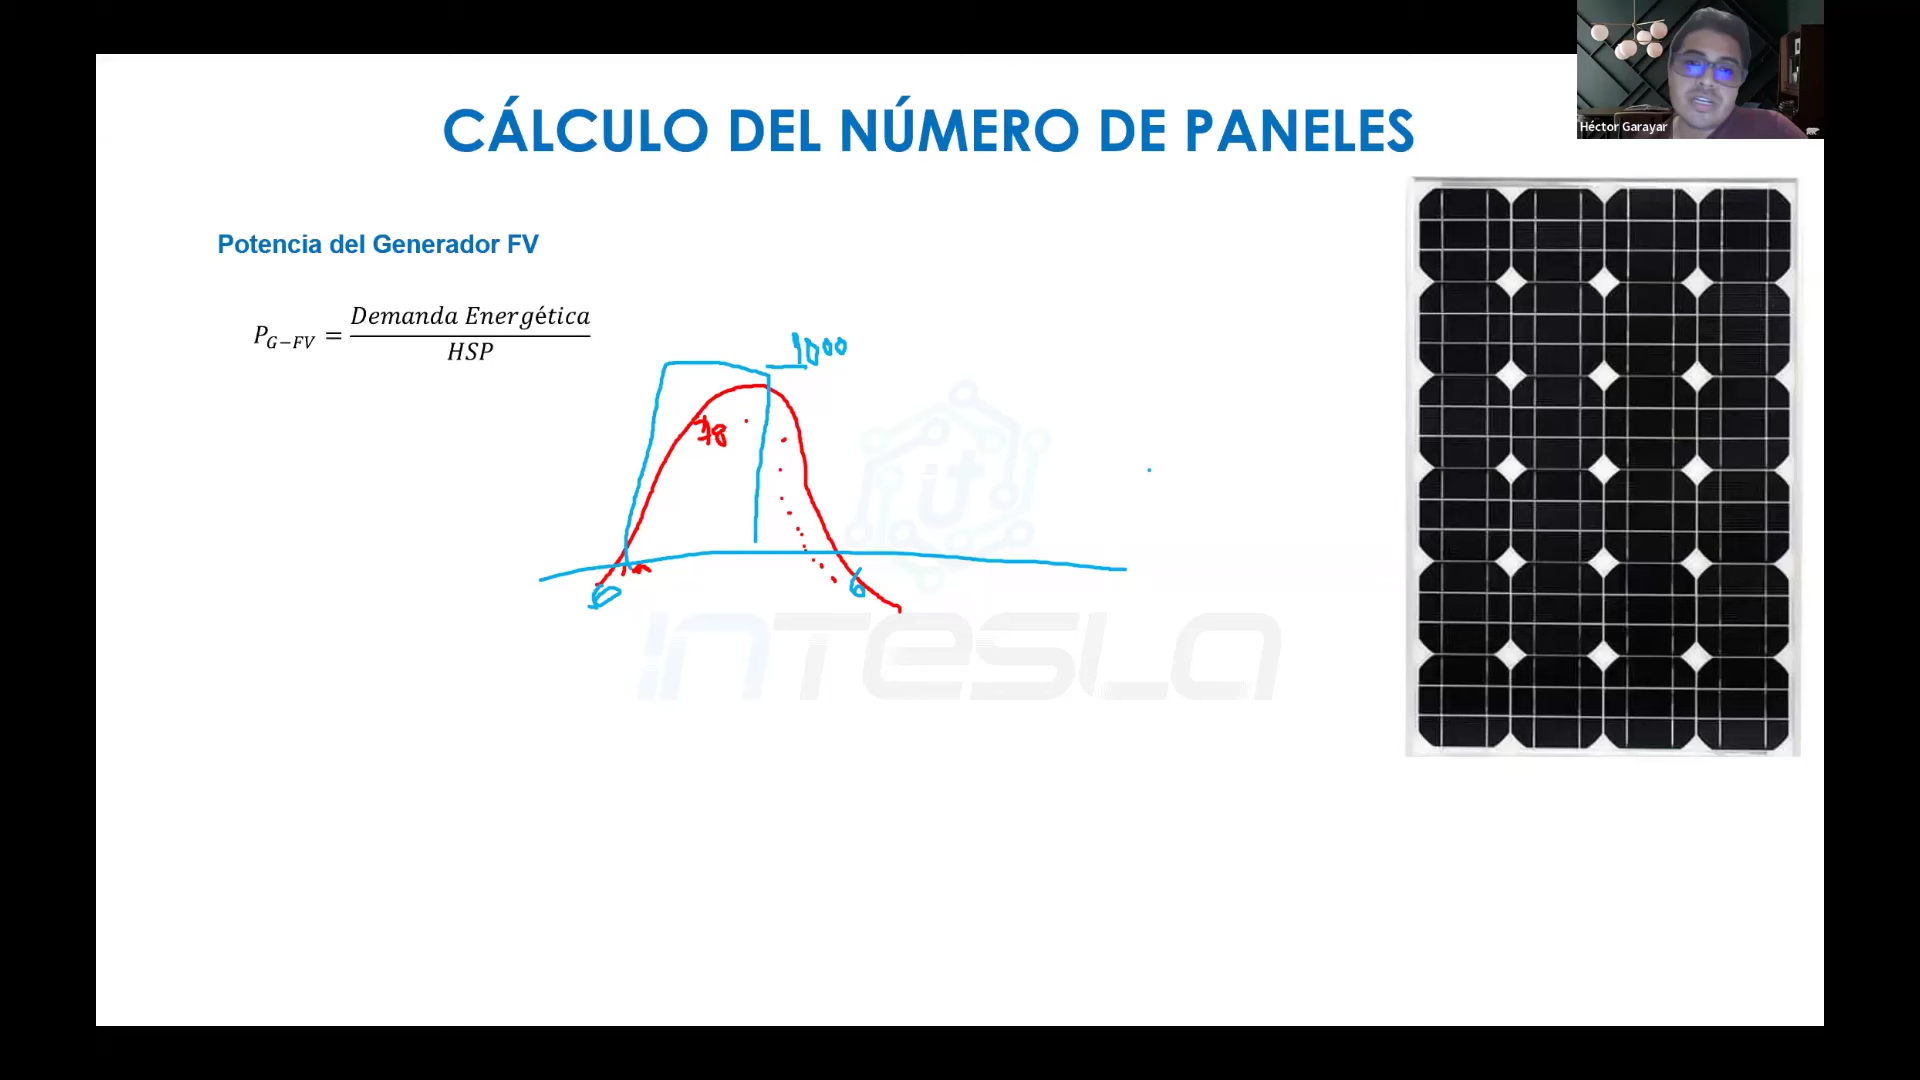 CÁLCULO DEL NÚMERO DE PANELES
Héctor Garayar
Potencia del Generador FV
P_{G-FV} = Demanda Energética / HSP
1000
6
it
INTESLA